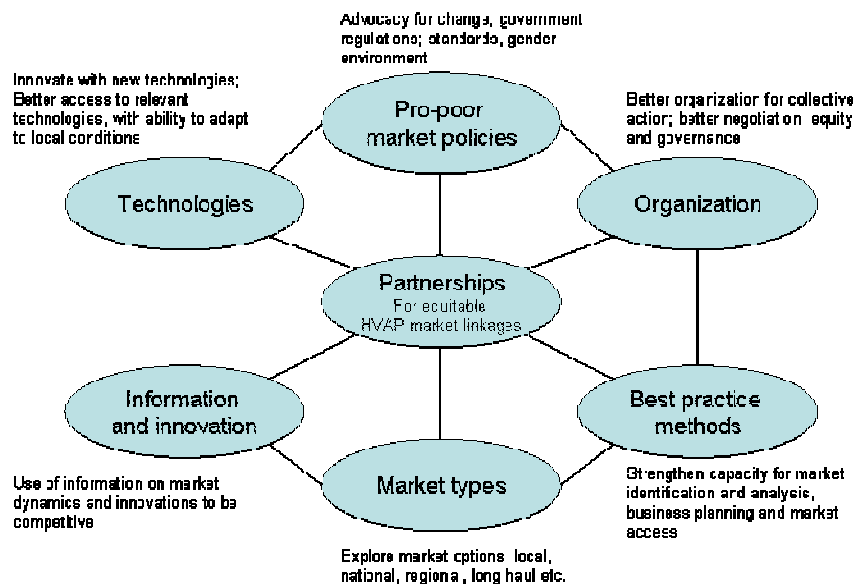 Advocacy for change, government
regulations; standards, gender
environment
Innovate with new technologies;
Better access to relevant
technologies, with ability to adapt
to local conditions
Pro-poor
market policies
Better organization for collective
action; better negotiation equity
and governance
Technologies
Organization
Partnerships
For equitable
HVAP market linkages
Information
and innovation
Best practice
methods
Use of information on market
dynamics and innovations to be
competitive
Market types
Strengthen capacity for market
identification and analysis,
business planning and market
access
Explore market options local,
national, regional, long haul etc.